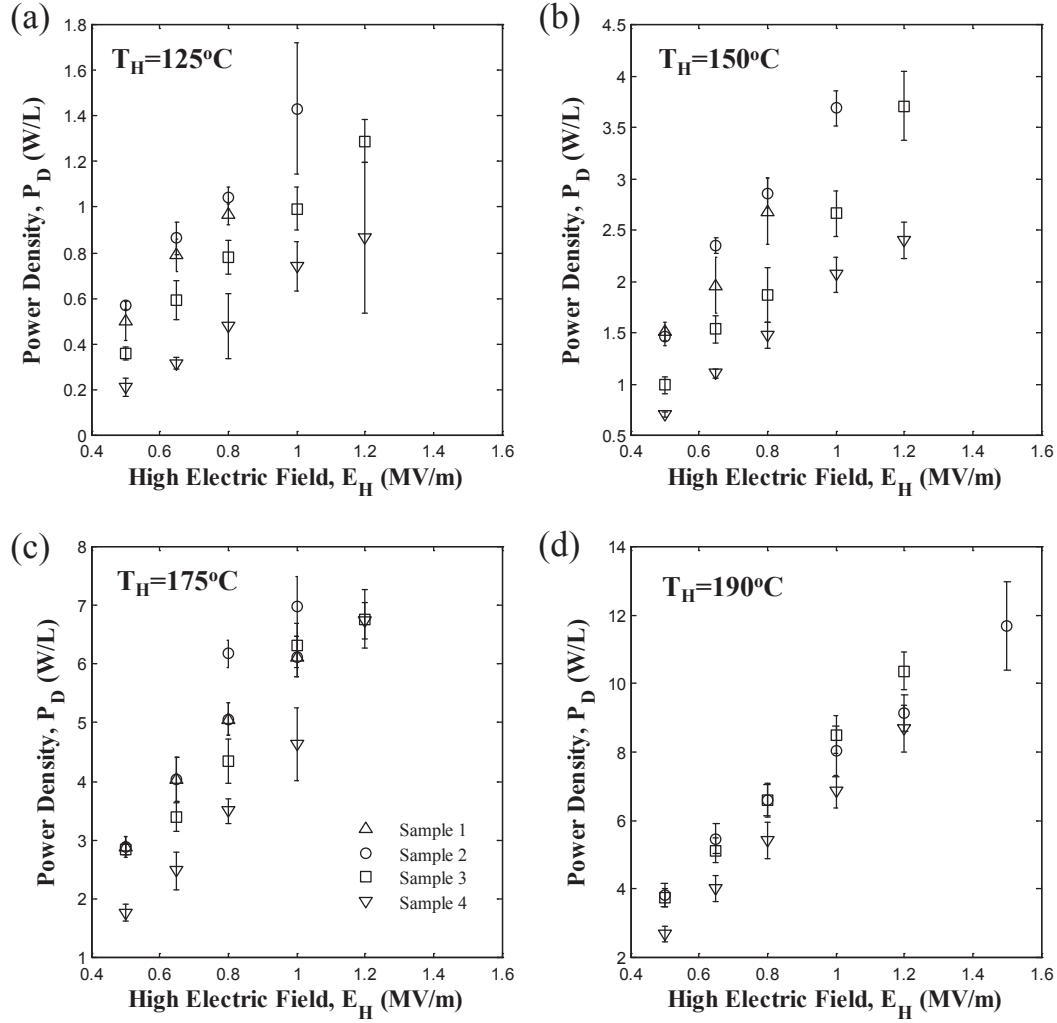 (a)
T_H=125°C
Power Density, P_D (W/L)
1.8
1.6
1.4
1.2
1
0.8
0.6
0.4
0.2
0
0.4 0.6 0.8 1 1.2 1.4 1.6
High Electric Field, E_H (MV/m)
(b)
T_H=150°C
Power Density, P_D (W/L)
4.5
4
3.5
3
2.5
2
1.5
1
0.5
0.4 0.6 0.8 1 1.2 1.4 1.6
High Electric Field, E_H (MV/m)
(c)
T_H=175°C
Power Density, P_D (W/L)
8
7
6
5
4
3
2
1
Sample 1
Sample 2
Sample 3
Sample 4
0.4 0.6 0.8 1 1.2 1.4 1.6
High Electric Field, E_H (MV/m)
(d)
T_H=190°C
Power Density, P_D (W/L)
14
12
10
8
6
4
2
0.4 0.6 0.8 1 1.2 1.4 1.6
High Electric Field, E_H (MV/m)